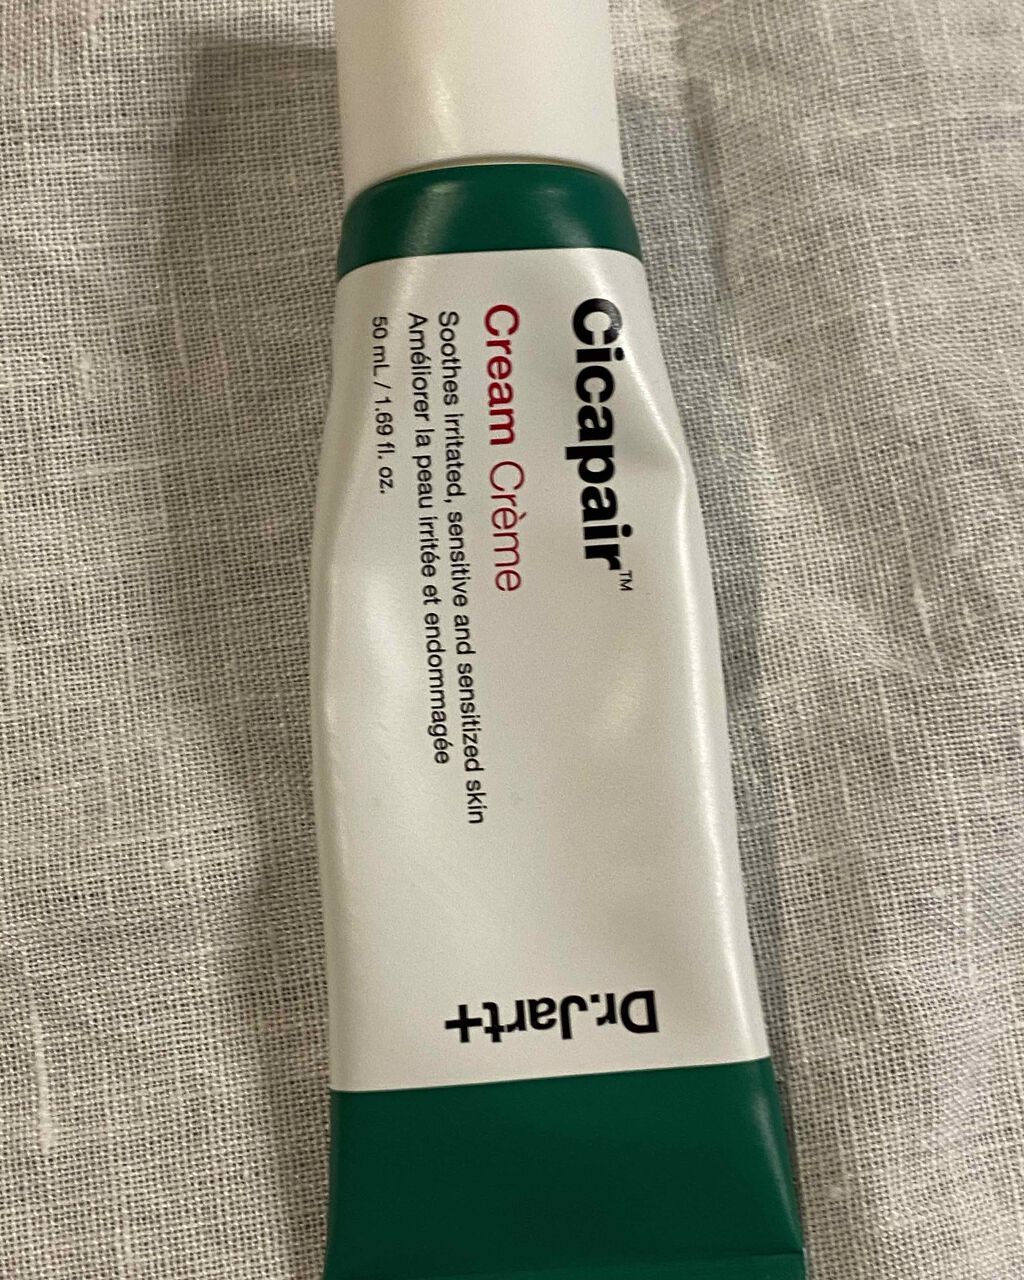 Cicapair™
Cream Crème
Soothes irritated, sensitive and sensitized skin
Améliorer la peau irritée et endommagée
50 mL / 1.69 fl. oz.
Dr.Jart+